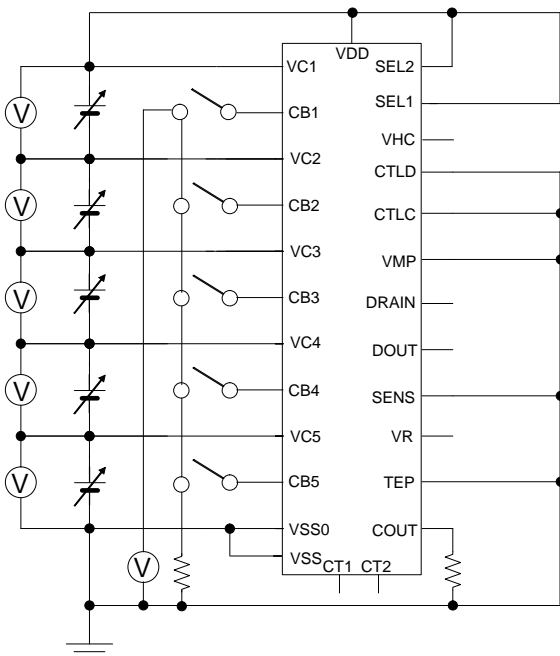 VDD
VC1
SEL2
V
CB1
SEL1
VHC
VC2
CTLD
V
CB2
CTLC
VC3
VMP
V
CB3
DRAIN
VC4
DOUT
V
CB4
SENS
VC5
VR
V
CB5
TEP
VSS0
COUT
VSS
V
CT1
CT2